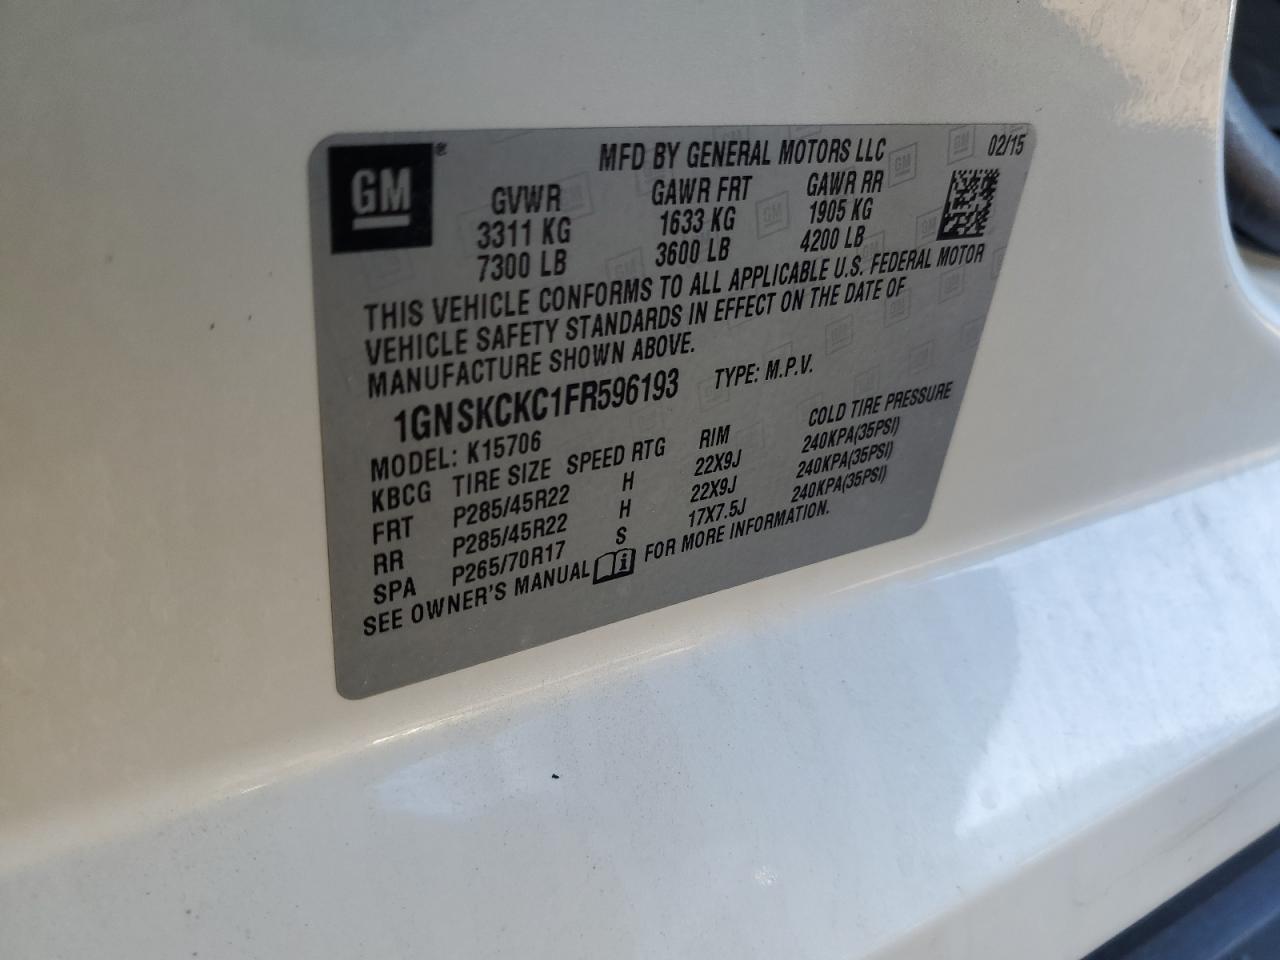 GM®
MFD BY GENERAL MOTORS LLC 02/15
GVWR GAWR FRT GAWR RR
3311 KG 1633 KG 1905 KG
7300 LB 3600 LB 4200 LB
THIS VEHICLE CONFORMS TO ALL APPLICABLE U.S. FEDERAL MOTOR
VEHICLE SAFETY STANDARDS IN EFFECT ON THE DATE OF
MANUFACTURE SHOWN ABOVE.
1GNSKCKC1FR596193 TYPE: M.P.V.
MODEL: K15706
KBCG TIRE SIZE SPEED RTG RIM COLD TIRE PRESSURE
FRT P285/45R22 H 22X9J 240KPA(35PSI)
RR P285/45R22 H 22X9J 240KPA(35PSI)
SPA P265/70R17 S 17X7.5J 240KPA(35PSI)
SEE OWNER'S MANUAL FOR MORE INFORMATION.